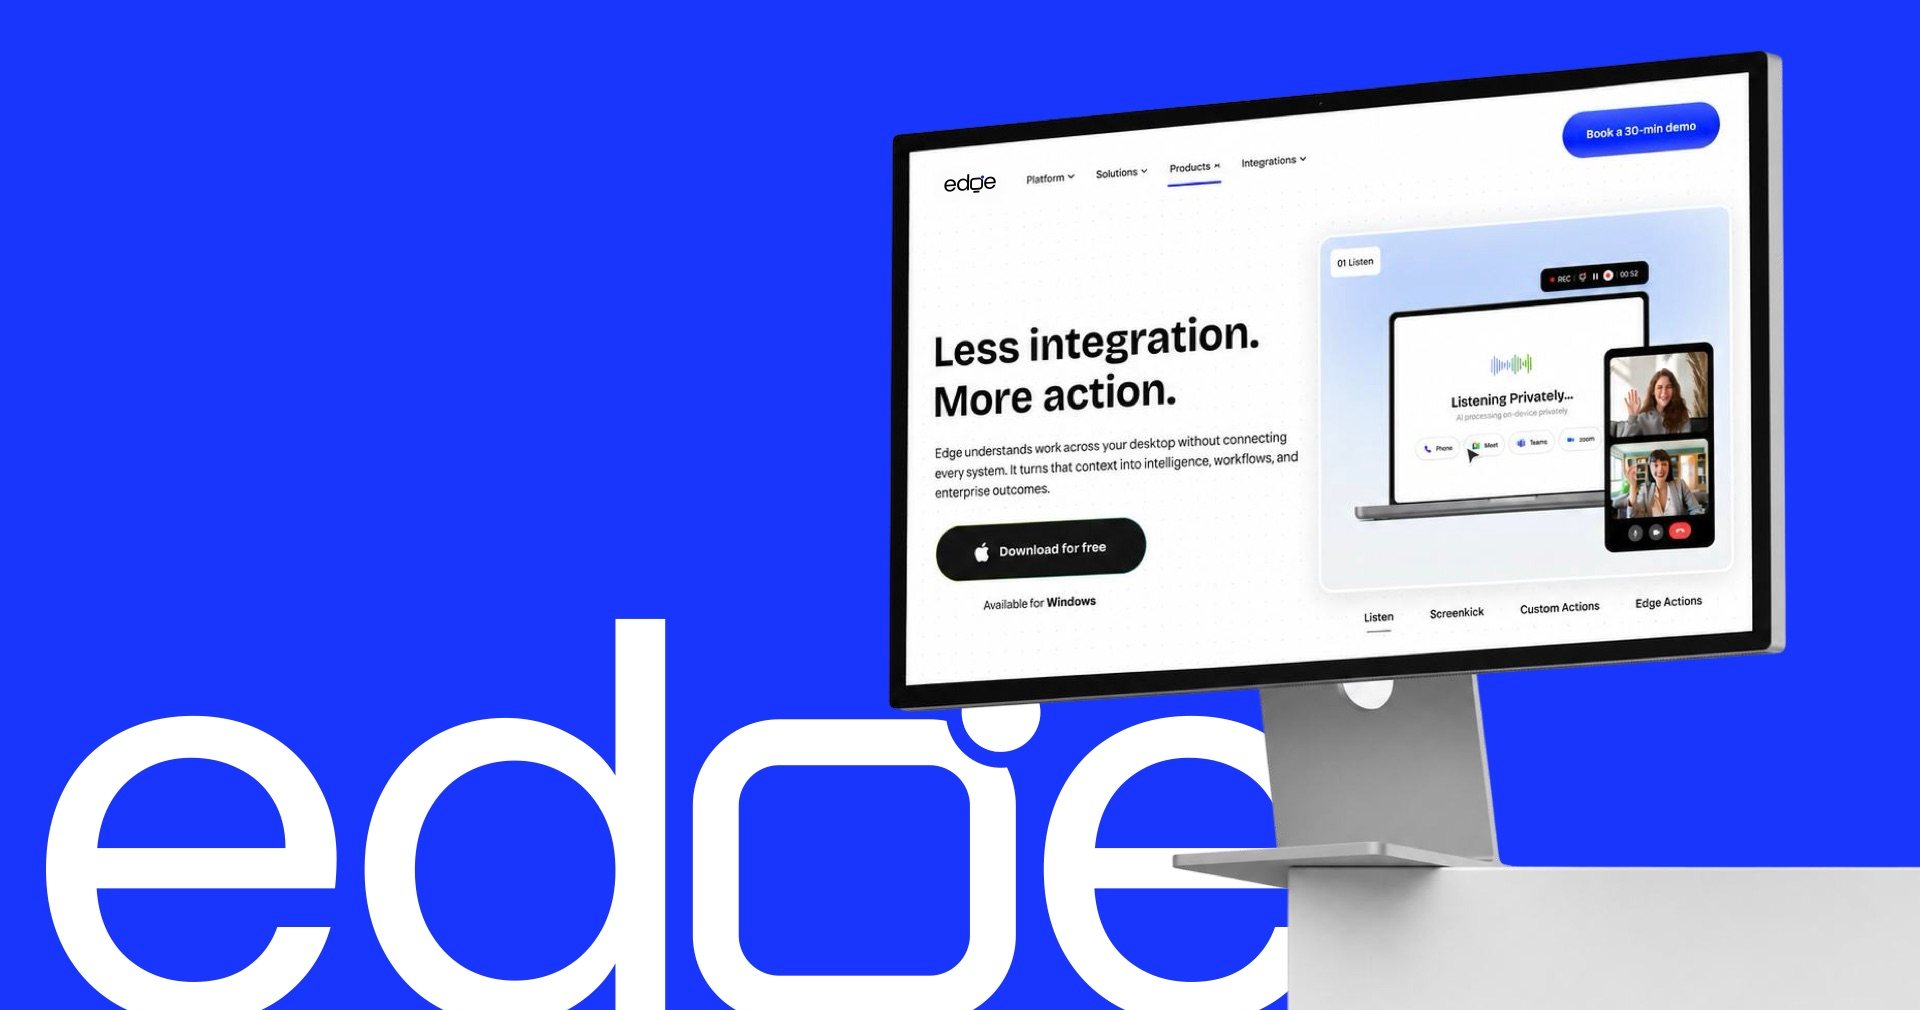 edge
Platform
Solutions
Products
Integrations
Book a 30-min demo
Less integration.
More action.
Edge understands work across your desktop without connecting
every system. It turns that context into intelligence, workflows, and
enterprise outcomes.
Download for free
Available for Windows
01 Listen
REC
00:52
Listening Privately...
AI processing on-device privately
Phone
Meet
Teams
zoom
Listen
Screenkick
Custom Actions
Edge Actions
edge